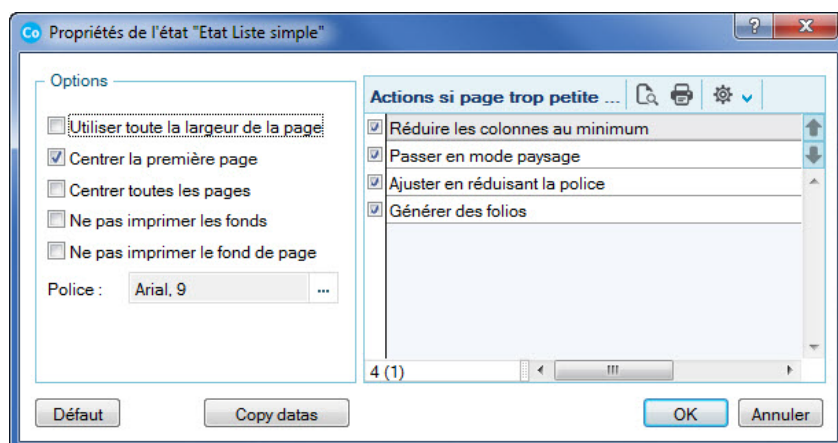 Co Propriétés de l'état "Etat Liste simple"
Options
Utiliser toute la largeur de la page
Centrer la première page
Centrer toutes les pages
Ne pas imprimer les fonds
Ne pas imprimer le fond de page
Police : Arial, 9 ...
Actions si page trop petite ...
Réduire les colonnes au minimum
Passer en mode paysage
Ajuster en réduisant la police
Générer des folios
4 (1)
Défaut Copy datas OK Annuler